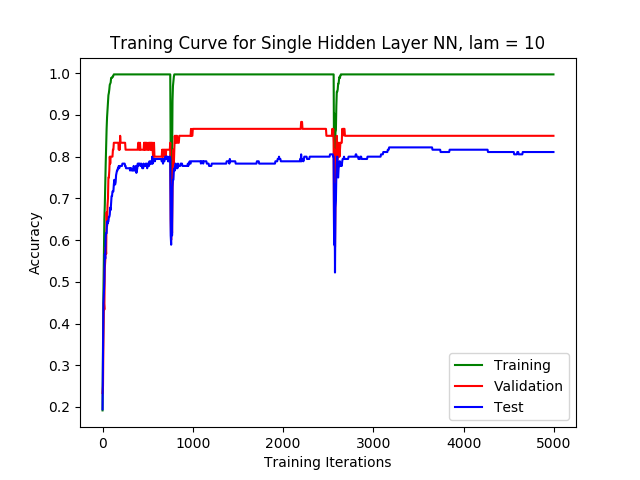 Traning Curve for Single Hidden Layer NN, lam = 10
1.0
0.9
0.8
0.7
0.6
0.5
0.4
0.3
0.2
Accuracy
0 1000 2000 3000 4000 5000
Training Iterations
Training
Validation
Test